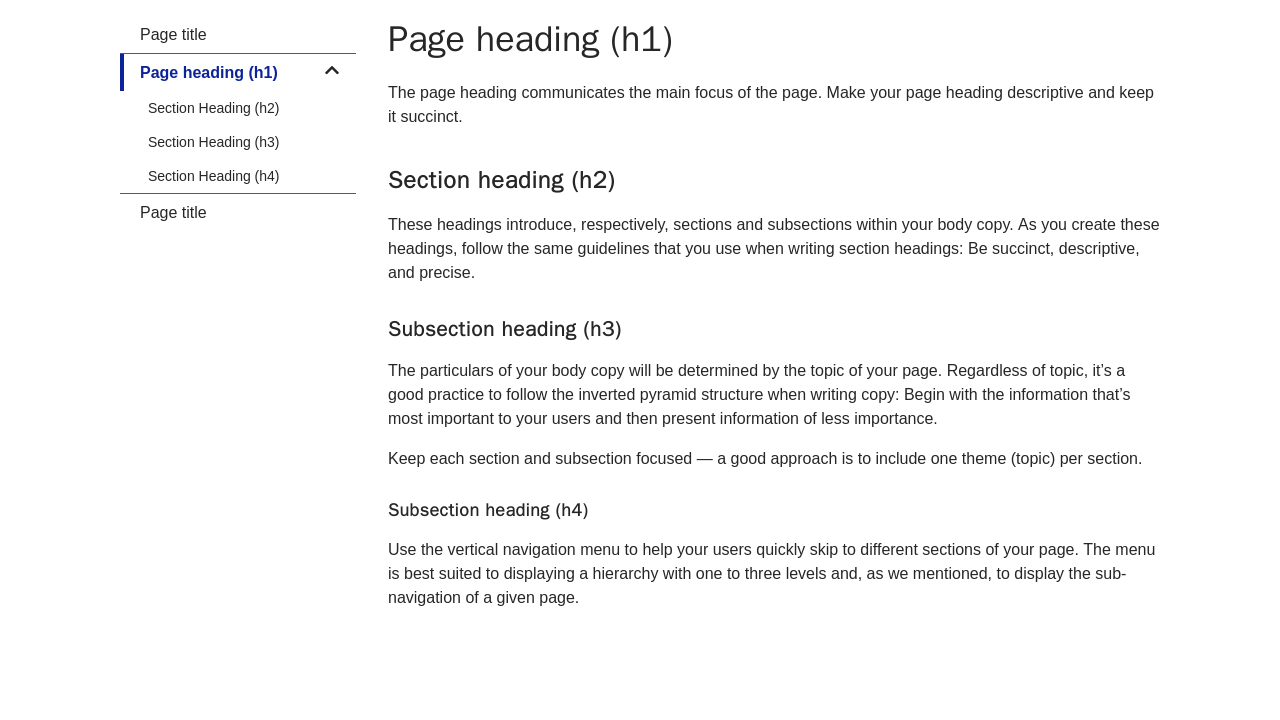 Page title
Page heading (h1)
Section Heading (h2)
Section Heading (h3)
Section Heading (h4)
Page title
Page heading (h1)
The page heading communicates the main focus of the page. Make your page heading descriptive and keep
it succinct.
Section heading (h2)
These headings introduce, respectively, sections and subsections within your body copy. As you create these
headings, follow the same guidelines that you use when writing section headings: Be succinct, descriptive,
and precise.
Subsection heading (h3)
The particulars of your body copy will be determined by the topic of your page. Regardless of topic, it’s a
good practice to follow the inverted pyramid structure when writing copy: Begin with the information that’s
most important to your users and then present information of less importance.
Keep each section and subsection focused — a good approach is to include one theme (topic) per section.
Subsection heading (h4)
Use the vertical navigation menu to help your users quickly skip to different sections of your page. The menu
is best suited to displaying a hierarchy with one to three levels and, as we mentioned, to display the sub-
navigation of a given page.